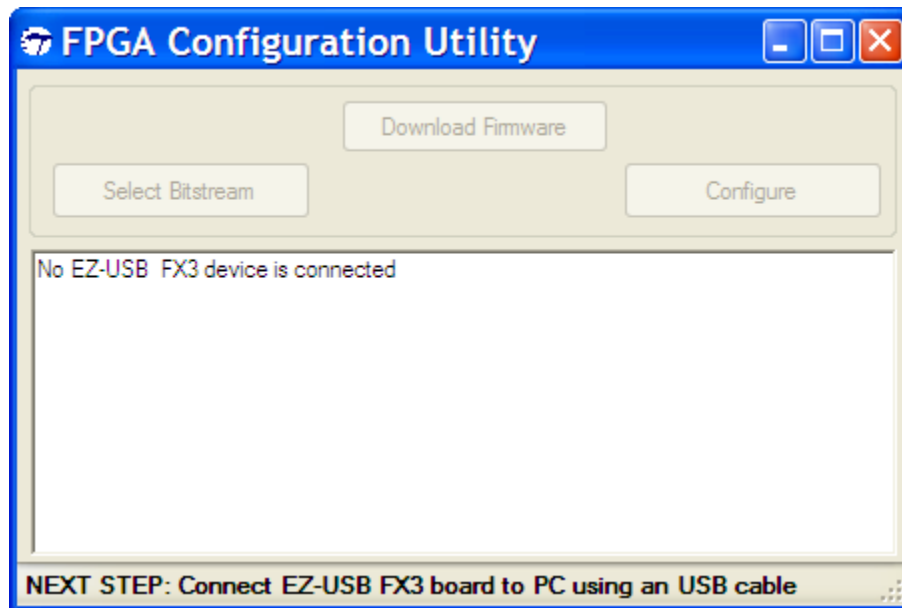 FPGA Configuration Utility
Download Firmware
Select Bitstream
Configure
No EZ-USB  FX3 device is connected
NEXT STEP: Connect EZ-USB FX3 board to PC using an USB cable